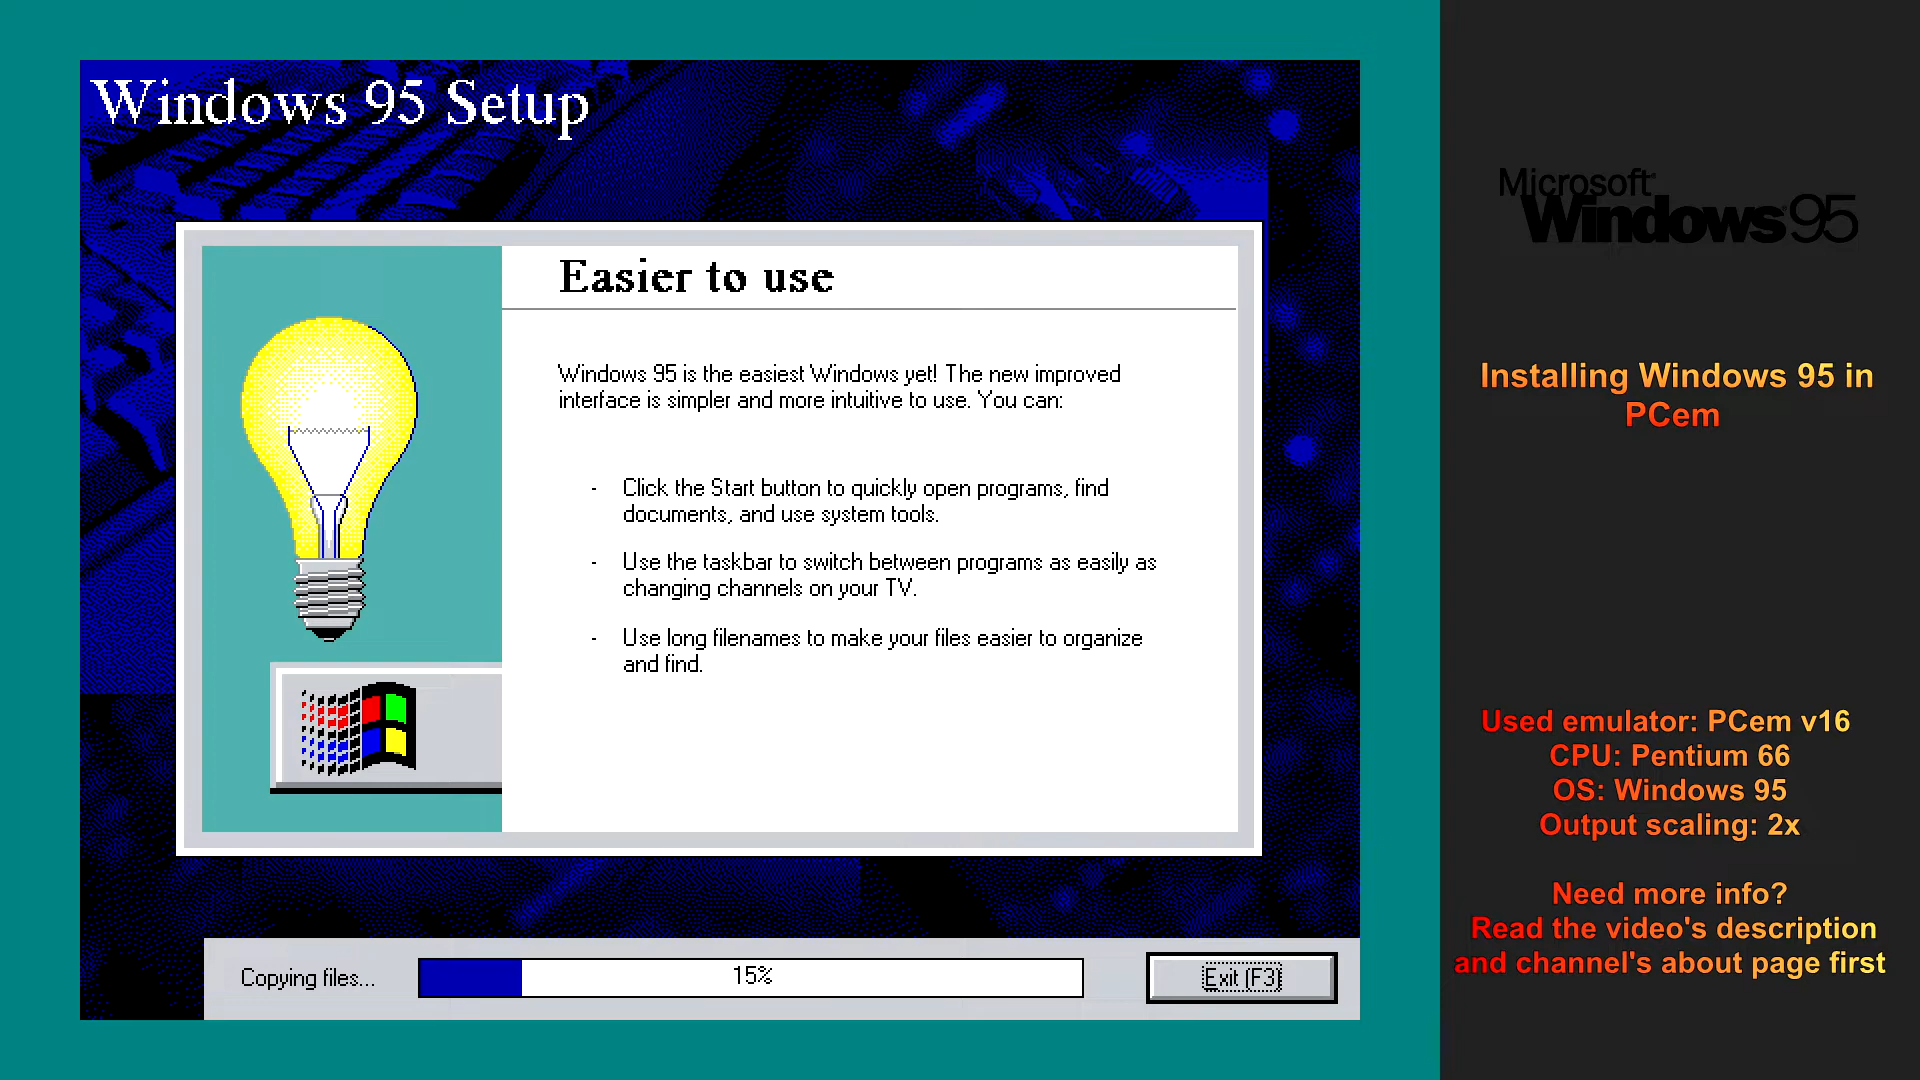 Windows 95 Setup
Easier to use
Windows 95 is the easiest Windows yet! The new improved
interface is simpler and more intuitive to use. You can:
- Click the Start button to quickly open programs, find
documents, and use system tools.
- Use the taskbar to switch between programs as easily as
changing channels on your TV.
- Use long filenames to make your files easier to organize
and find.
Copying files...
15%
Exit (F3)
Microsoft
Windows 95
Installing Windows 95 in
PCem
Used emulator: PCem v16
CPU: Pentium 66
OS: Windows 95
Output scaling: 2x
Need more info?
Read the video's description
and channel's about page first